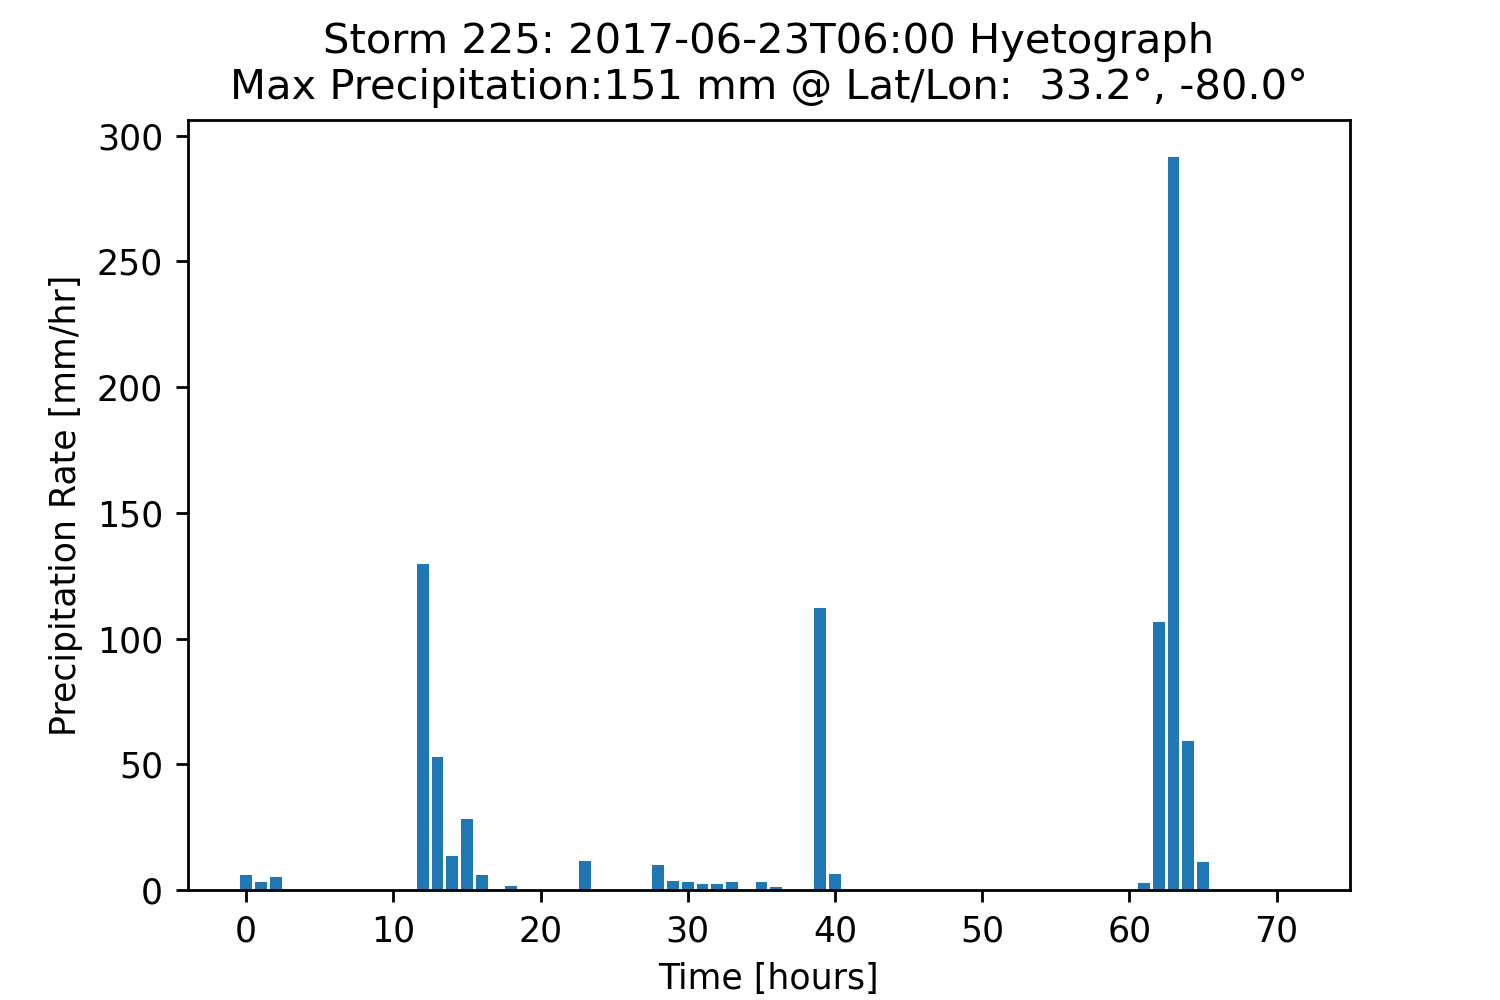 Storm 225: 2017-06-23T06:00 Hyetograph
Max Precipitation:151 mm @ Lat/Lon:  33.2°, -80.0°
300
250
200
150
100
50
0
Precipitation Rate [mm/hr]
0 10 20 30 40 50 60 70
Time [hours]